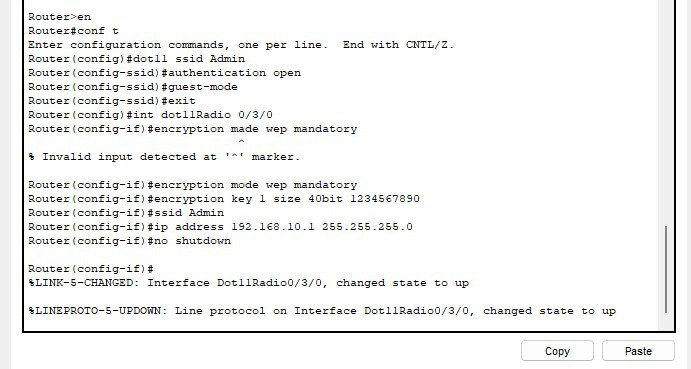 Router>en
Router#conf t
Enter configuration commands, one per line.  End with CNTL/Z.
Router(config)#dot11 ssid Admin
Router(config-ssid)#authentication open
Router(config-ssid)#guest-mode
Router(config-ssid)#exit
Router(config)#int dot11Radio 0/3/0
Router(config-if)#encryption made wep mandatory
^
% Invalid input detected at '^' marker.
Router(config-if)#encryption mode wep mandatory
Router(config-if)#encryption key 1 size 40bit 1234567890
Router(config-if)#ssid Admin
Router(config-if)#ip address 192.168.10.1 255.255.255.0
Router(config-if)#no shutdown
Router(config-if)#
%LINK-5-CHANGED: Interface Dot11Radio0/3/0, changed state to up
%LINEPROTO-5-UPDOWN: Line protocol on Interface Dot11Radio0/3/0, changed state to up
Copy Paste